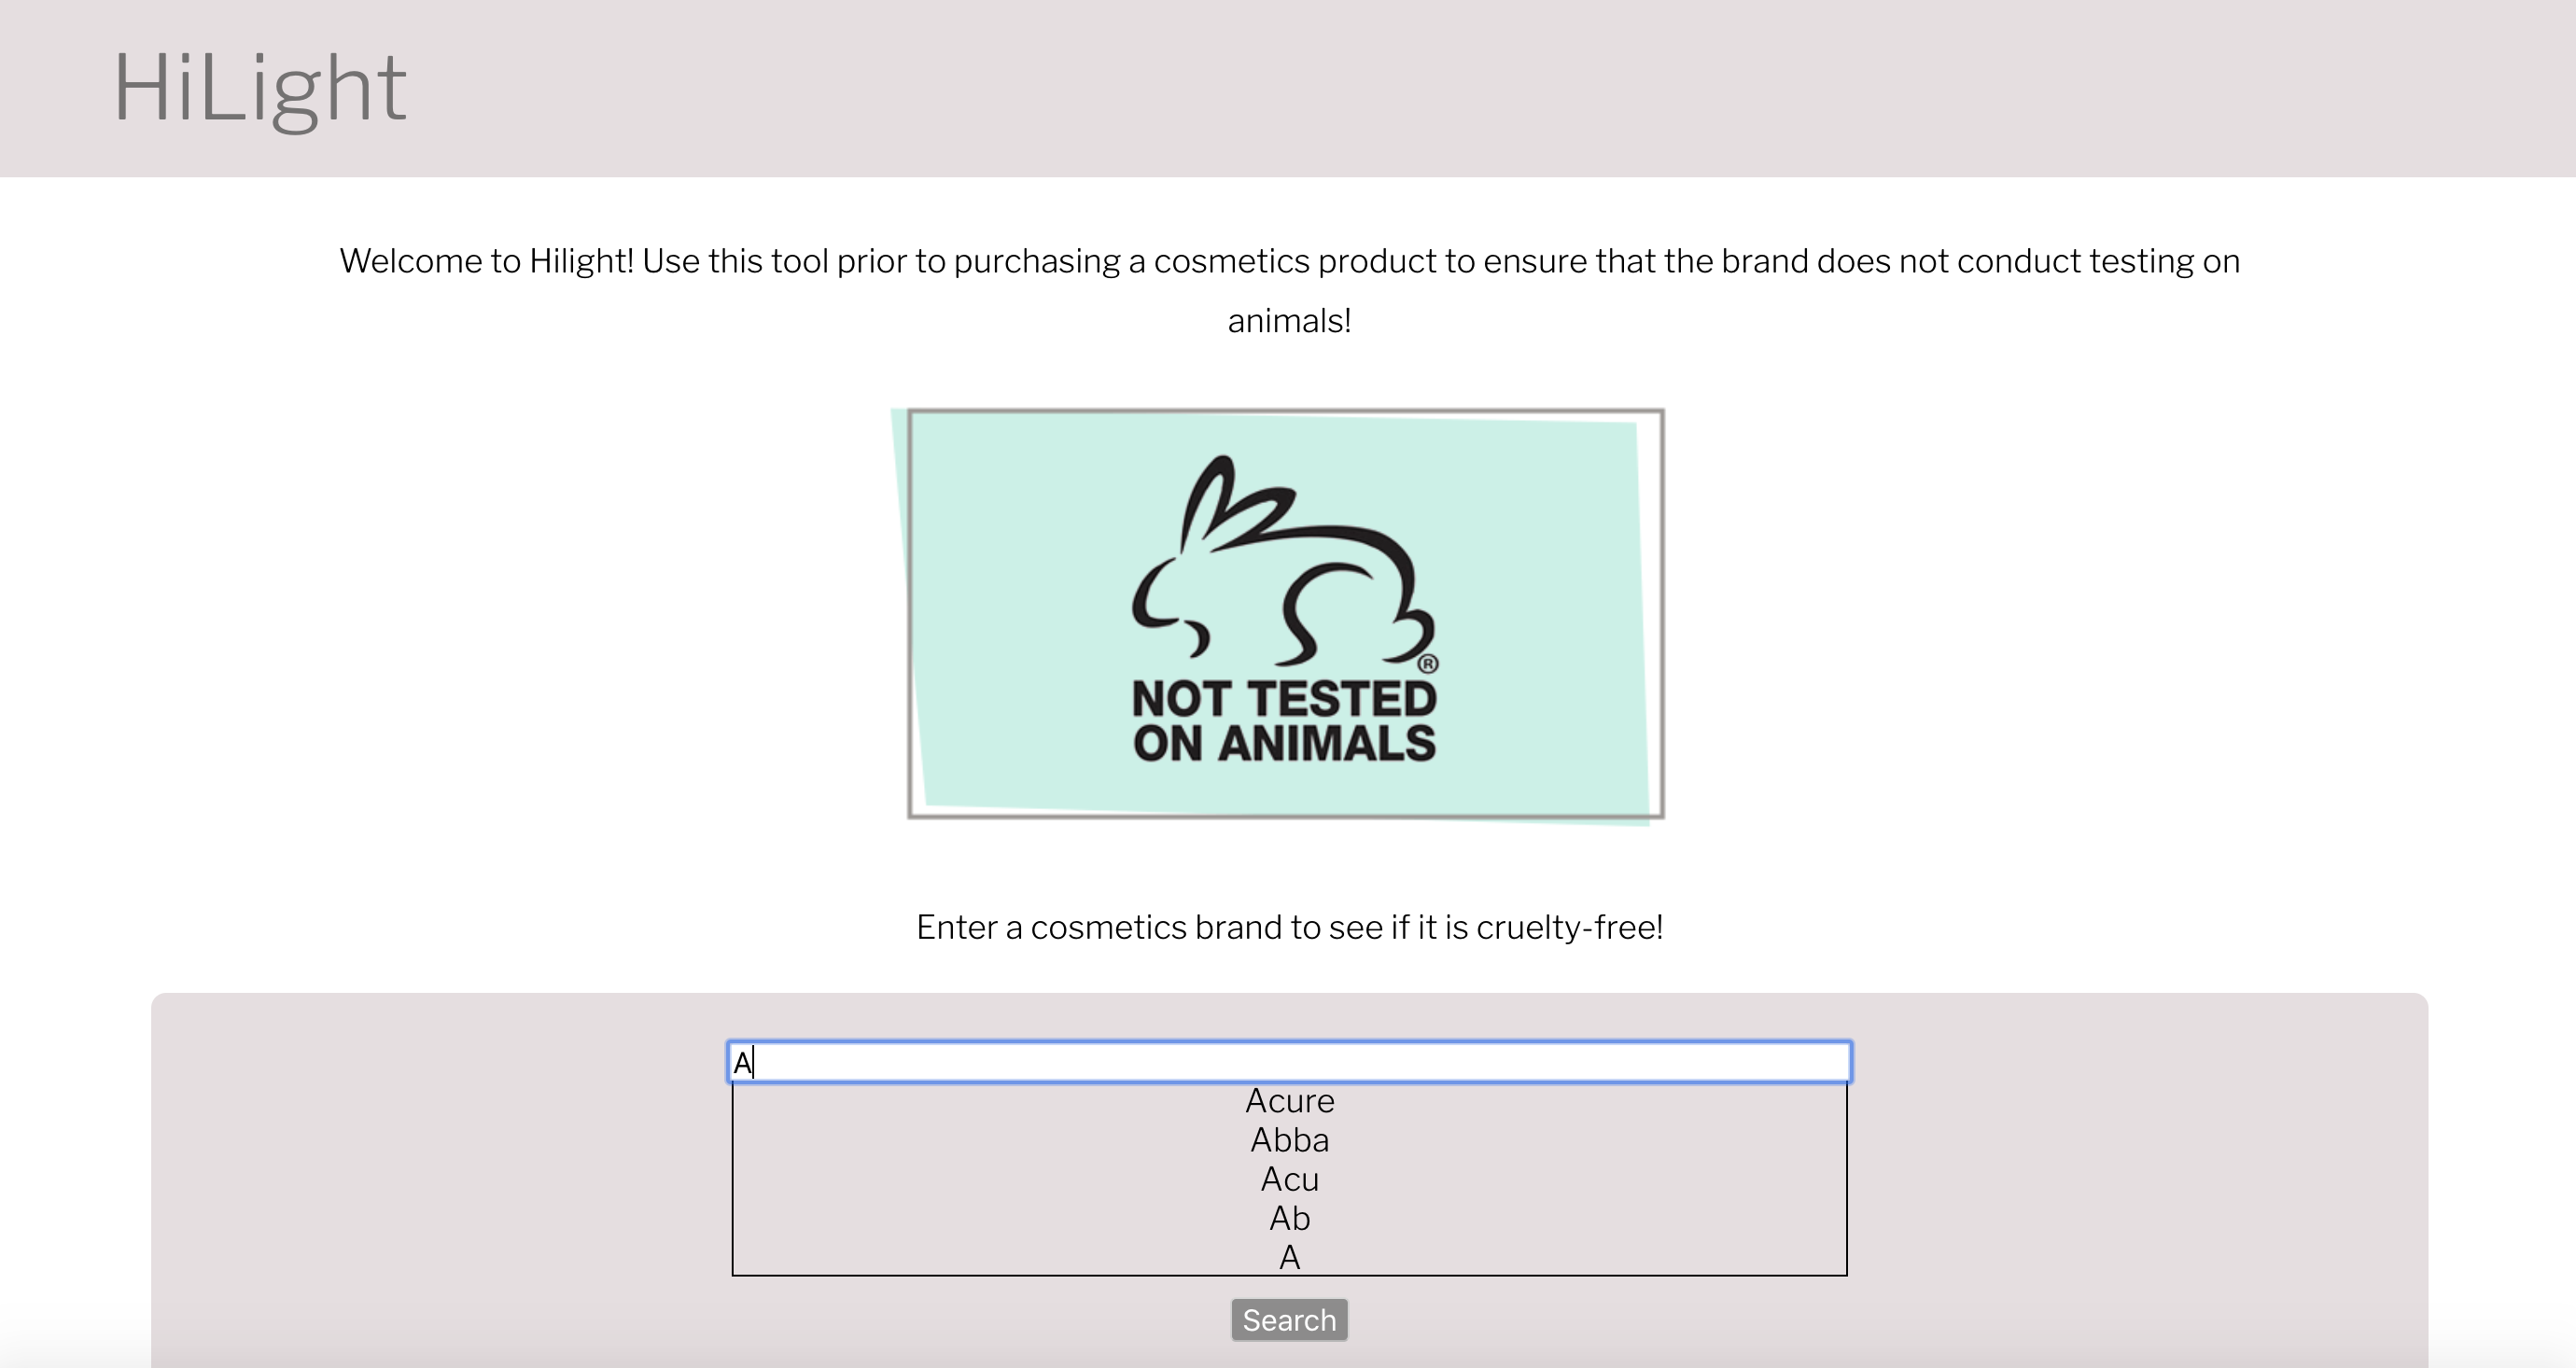 HiLight
Welcome to Hilight! Use this tool prior to purchasing a cosmetics product to ensure that the brand does not conduct testing on
animals!
®
NOT TESTED
ON ANIMALS
Enter a cosmetics brand to see if it is cruelty-free!
A
Acure
Abba
Acu
Ab
A
Search